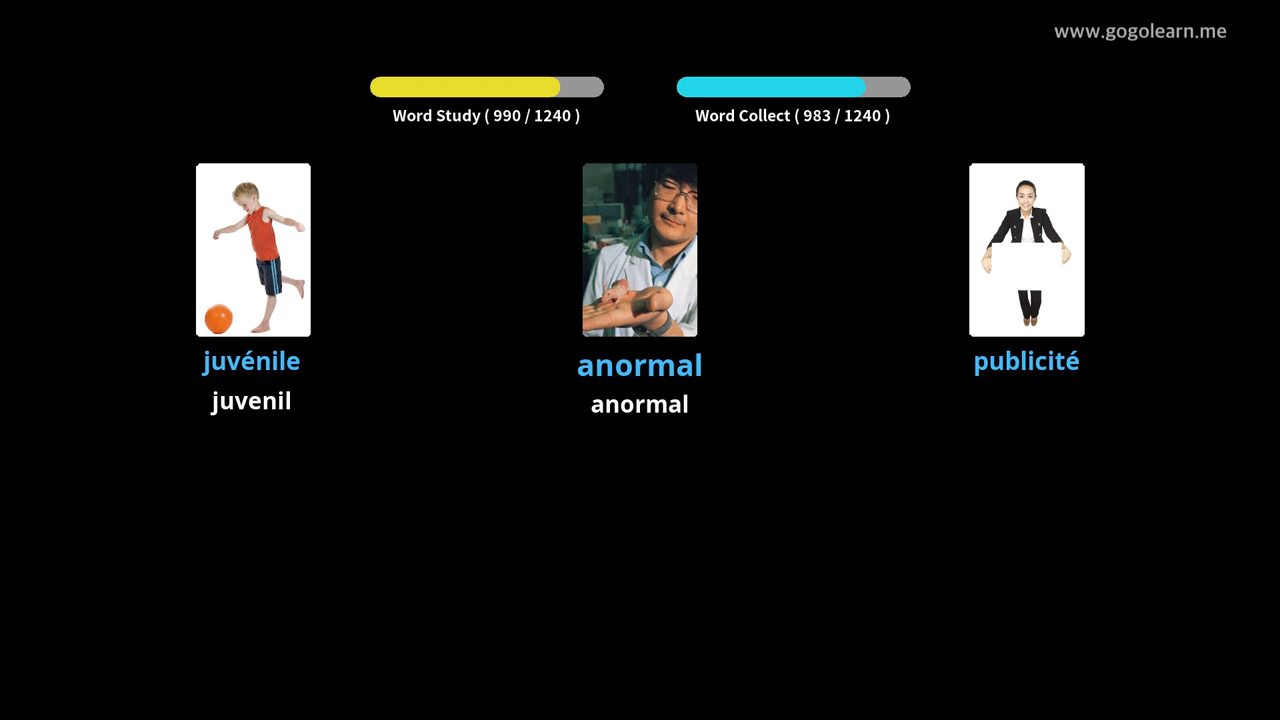 www.gogolearn.me
Word Study ( 990 / 1240 )
Word Collect ( 983 / 1240 )
juvénile
juvenil
anormal
anormal
publicité